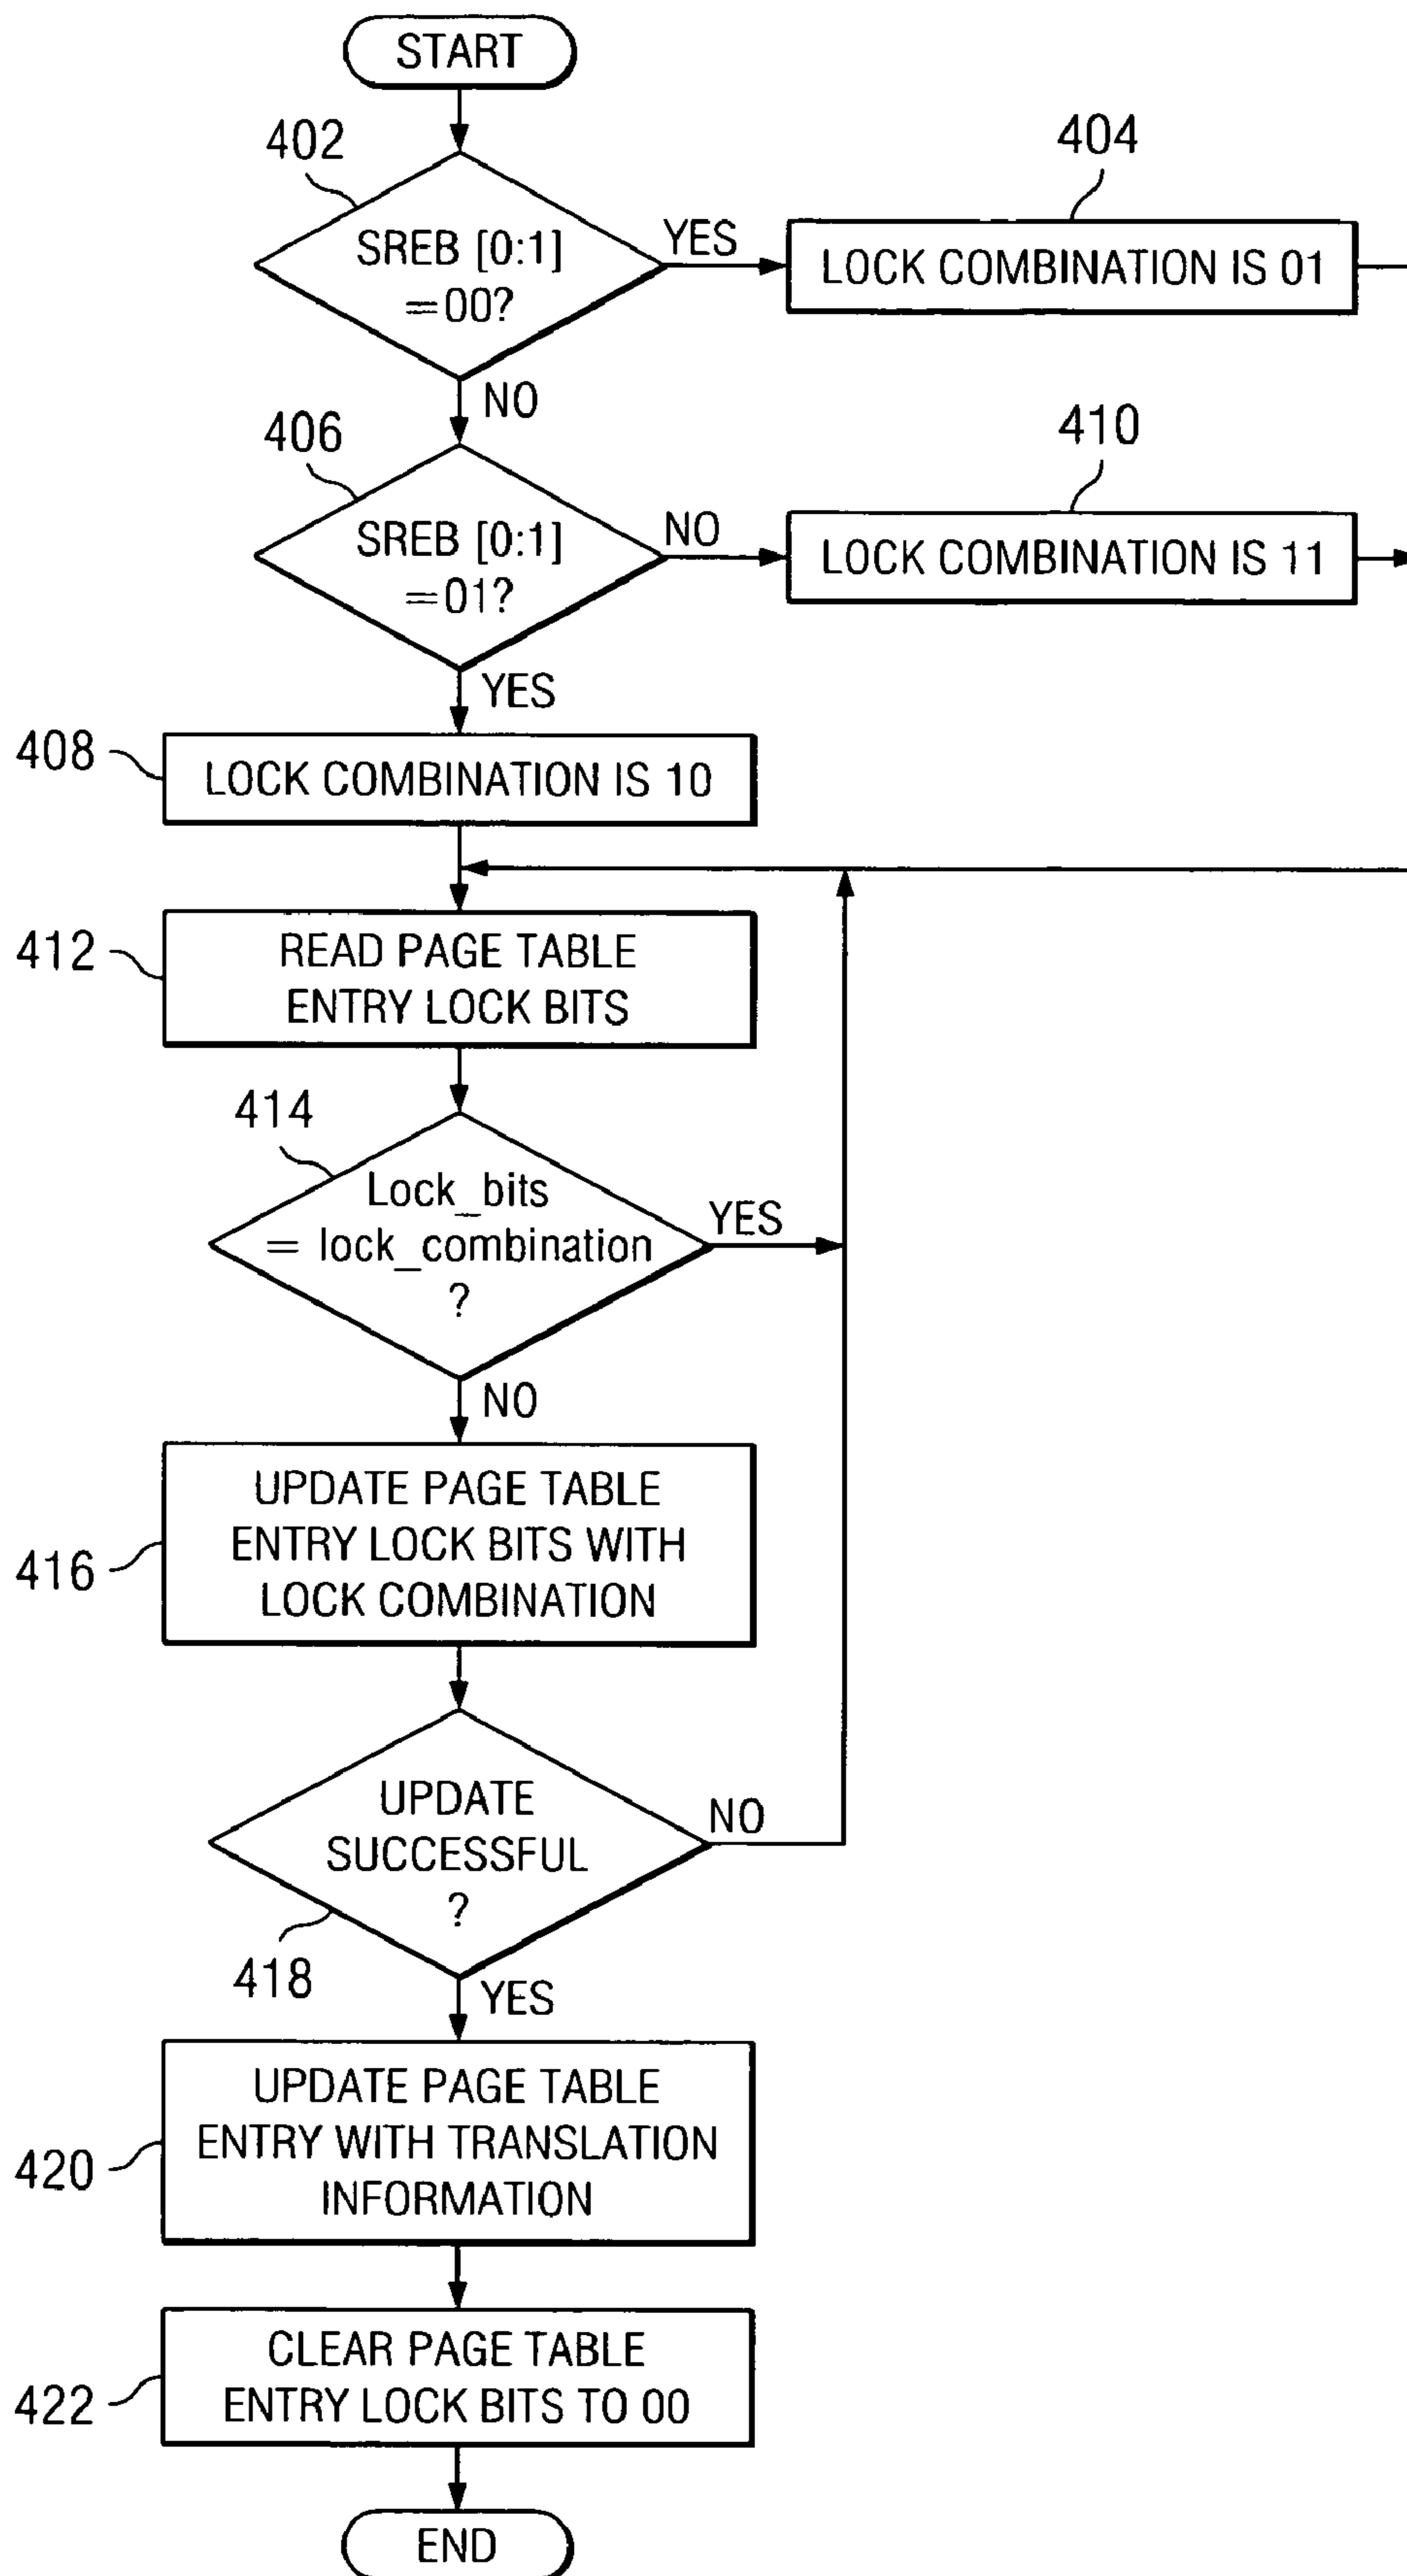 START
402
SREB [0:1]
=00?
YES
404
LOCK COMBINATION IS 01
NO
406
SREB [0:1]
=01?
NO
410
LOCK COMBINATION IS 11
YES
408
LOCK COMBINATION IS 10
412
READ PAGE TABLE
ENTRY LOCK BITS
414
Lock_bits
= lock_combination
?
YES
NO
416
UPDATE PAGE TABLE
ENTRY LOCK BITS WITH
LOCK COMBINATION
UPDATE
SUCCESSFUL
?
NO
418
YES
420
UPDATE PAGE TABLE
ENTRY WITH TRANSLATION
INFORMATION
422
CLEAR PAGE TABLE
ENTRY LOCK BITS TO 00
END